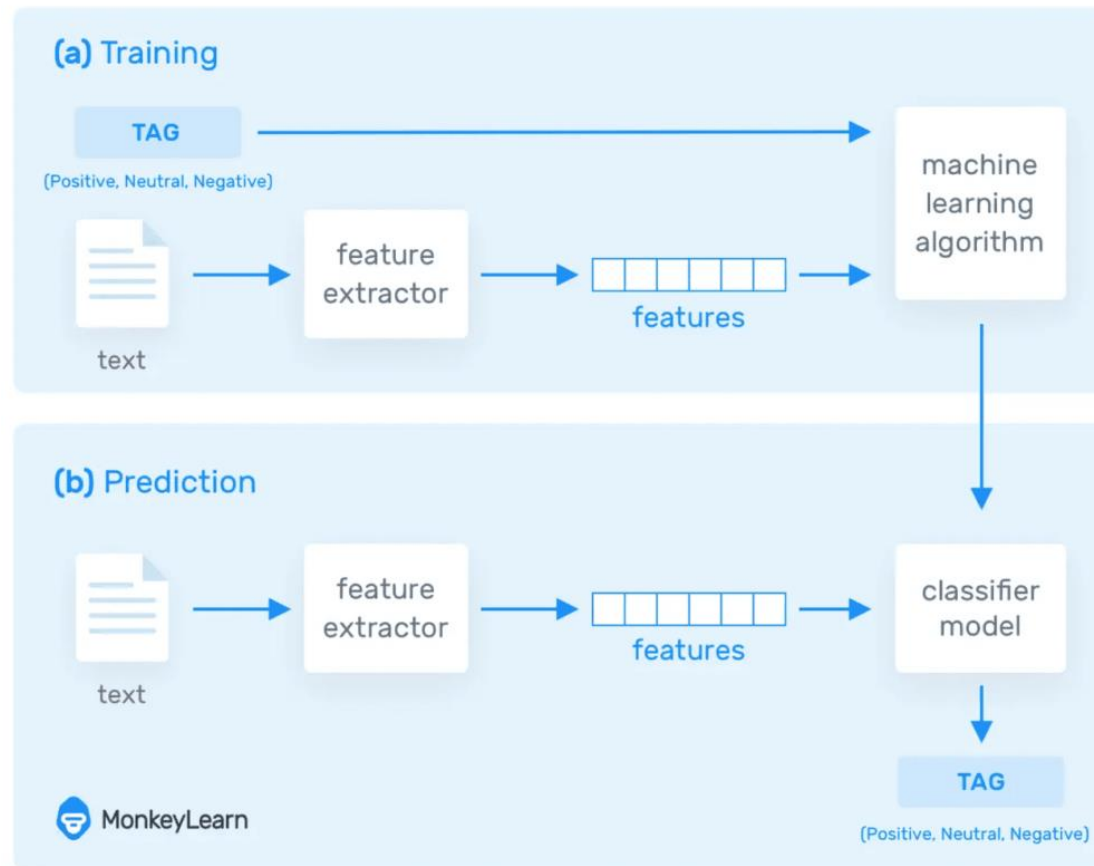 (a) Training
TAG
(Positive, Neutral, Negative)
machine
learning
algorithm
feature
extractor
features
text
(b) Prediction
feature
extractor
features
classifier
model
text
TAG
(Positive, Neutral, Negative)
MonkeyLearn